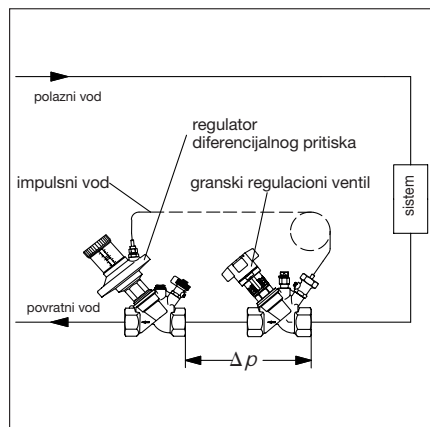 polazni vod
regulator
diferencijalnog pritiska
impulsni vod
granski regulacioni ventil
sistem
povratni vod
Δp